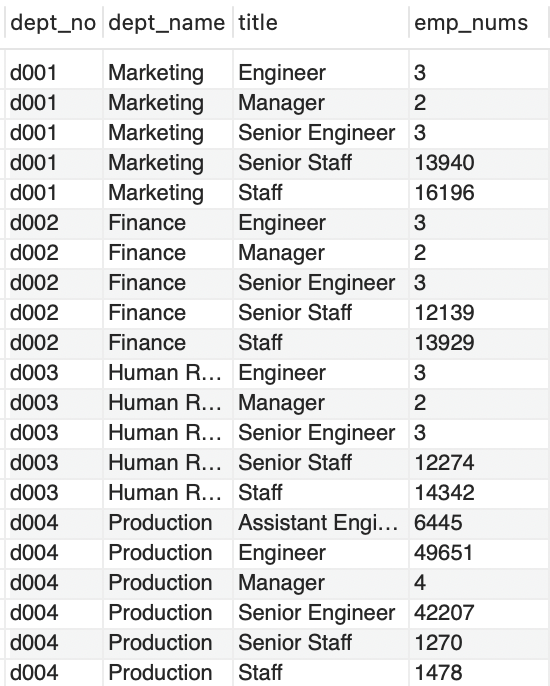 dept_no dept_name title emp_nums
d001 Marketing Engineer 3
d001 Marketing Manager 2
d001 Marketing Senior Engineer 3
d001 Marketing Senior Staff 13940
d001 Marketing Staff 16196
d002 Finance Engineer 3
d002 Finance Manager 2
d002 Finance Senior Engineer 3
d002 Finance Senior Staff 12139
d002 Finance Staff 13929
d003 Human R... Engineer 3
d003 Human R... Manager 2
d003 Human R... Senior Engineer 3
d003 Human R... Senior Staff 12274
d003 Human R... Staff 14342
d004 Production Assistant Engi... 6445
d004 Production Engineer 49651
d004 Production Manager 4
d004 Production Senior Engineer 42207
d004 Production Senior Staff 1270
d004 Production Staff 1478